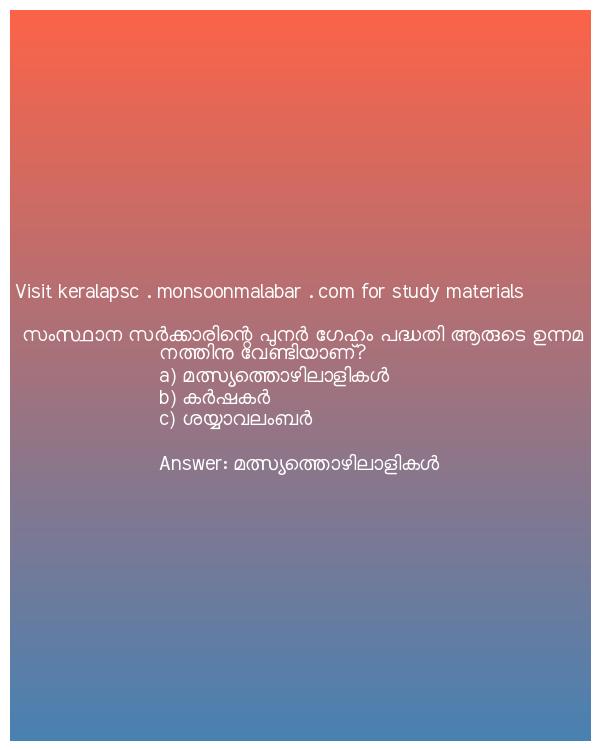 Visit keralapsc . monsoonmalabar . com for study materials
സംസ്ഥാന സർക്കാരിന്റെ പുനർ ഗേഹം പദ്ധതി ആരുടെ ഉന്നമ
നത്തിനു വേണ്ടിയാണ്?
a) മത്സ്യത്തൊഴിലാളികൾ
b) കർഷകർ
c) ശയ്യാവലംബർ
Answer: മത്സ്യത്തൊഴിലാളികൾ